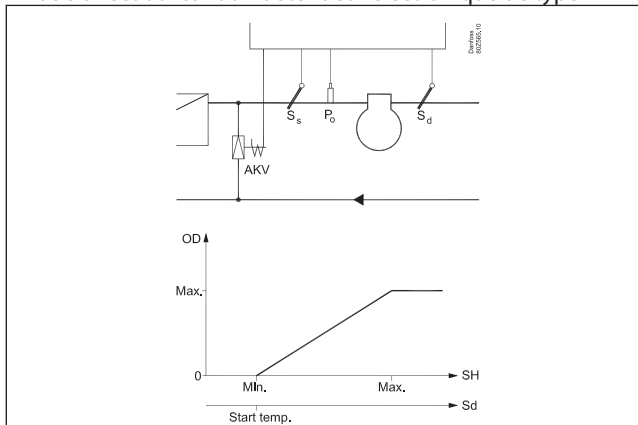 Danfoss
80Z565.10
Ss
Po
Sd
AKV
OD
Max.
0
MIn.
Max.
SH
Start temp.
Sd